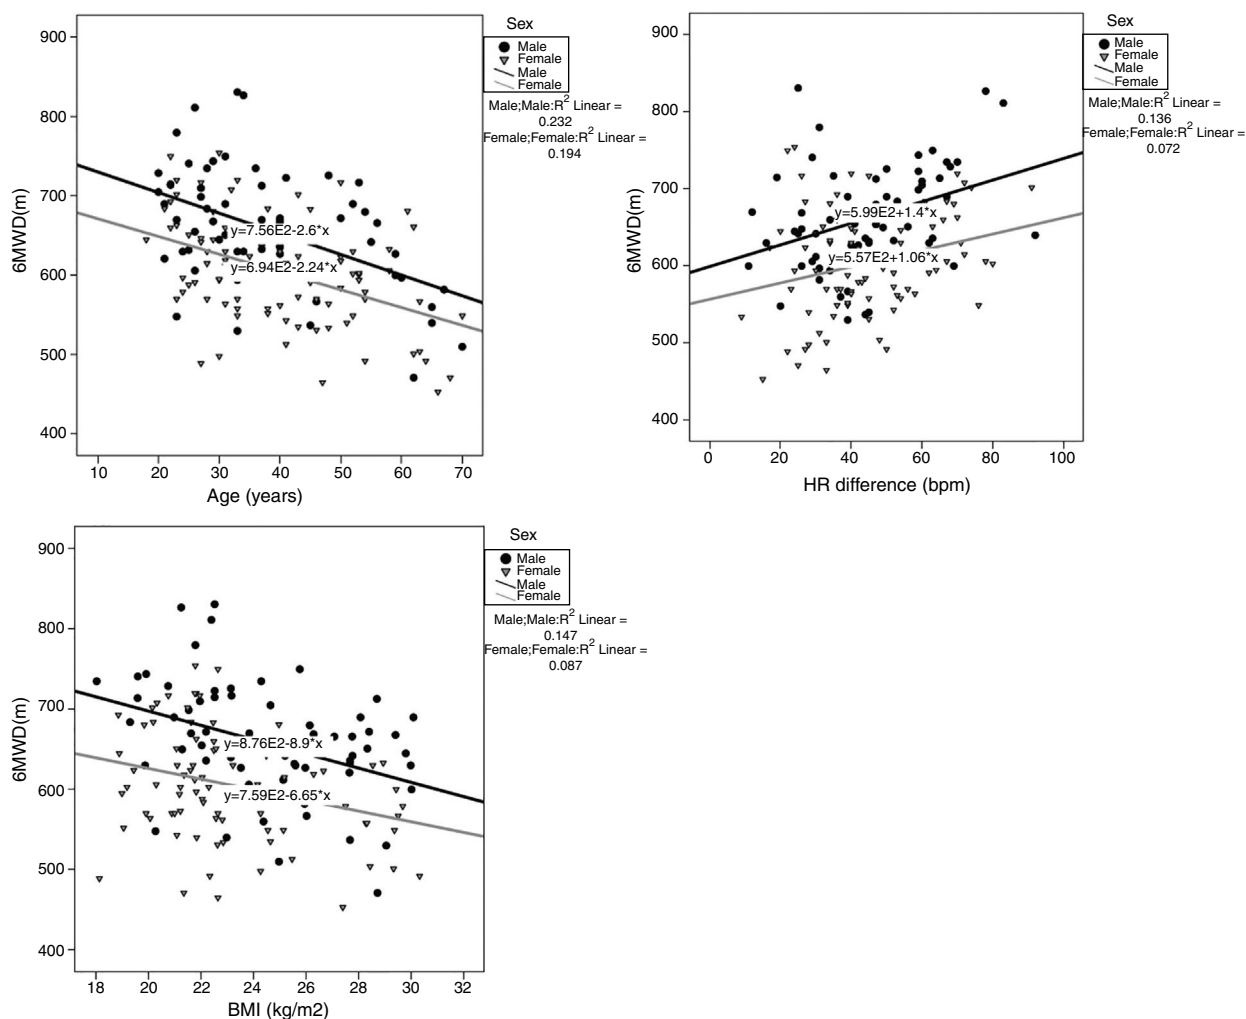 Sex
Male
Female
Male
Female
Male;Male:R2 Linear =
0.232
Female;Female:R2 Linear =
0.194
900
800
700
600
500
400
6MWD(m)
y=7.56E2-2.6*x
y=6.94E2-2.24*x
10 20 30 40 50 60 70
Age (years)
Sex
Male
Female
Male
Female
Male;Male:R2 Linear =
0.136
Female;Female:R2 Linear =
0.072
900
800
700
600
500
400
6MWD(m)
y=5.99E2+1.4*x
y=5.57E2+1.06*x
0 20 40 60 80 100
HR difference (bpm)
Sex
Male
Female
Male
Female
Male;Male:R2 Linear =
0.147
Female;Female:R2 Linear =
0.087
900
800
700
600
500
400
6MWD(m)
y=8.76E2-8.9*x
y=7.59E2-6.65*x
18 20 22 24 26 28 30 32
BMI (kg/m2)